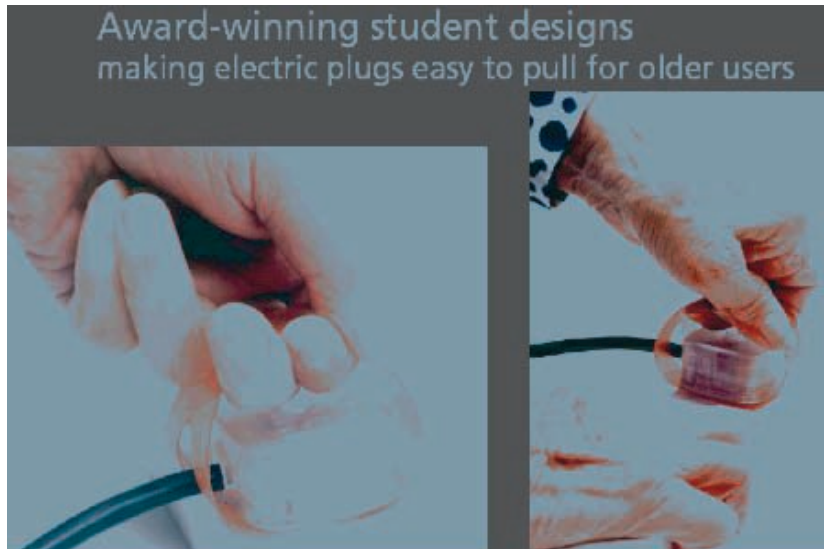 Award-winning student designs
making electric plugs easy to pull for older users